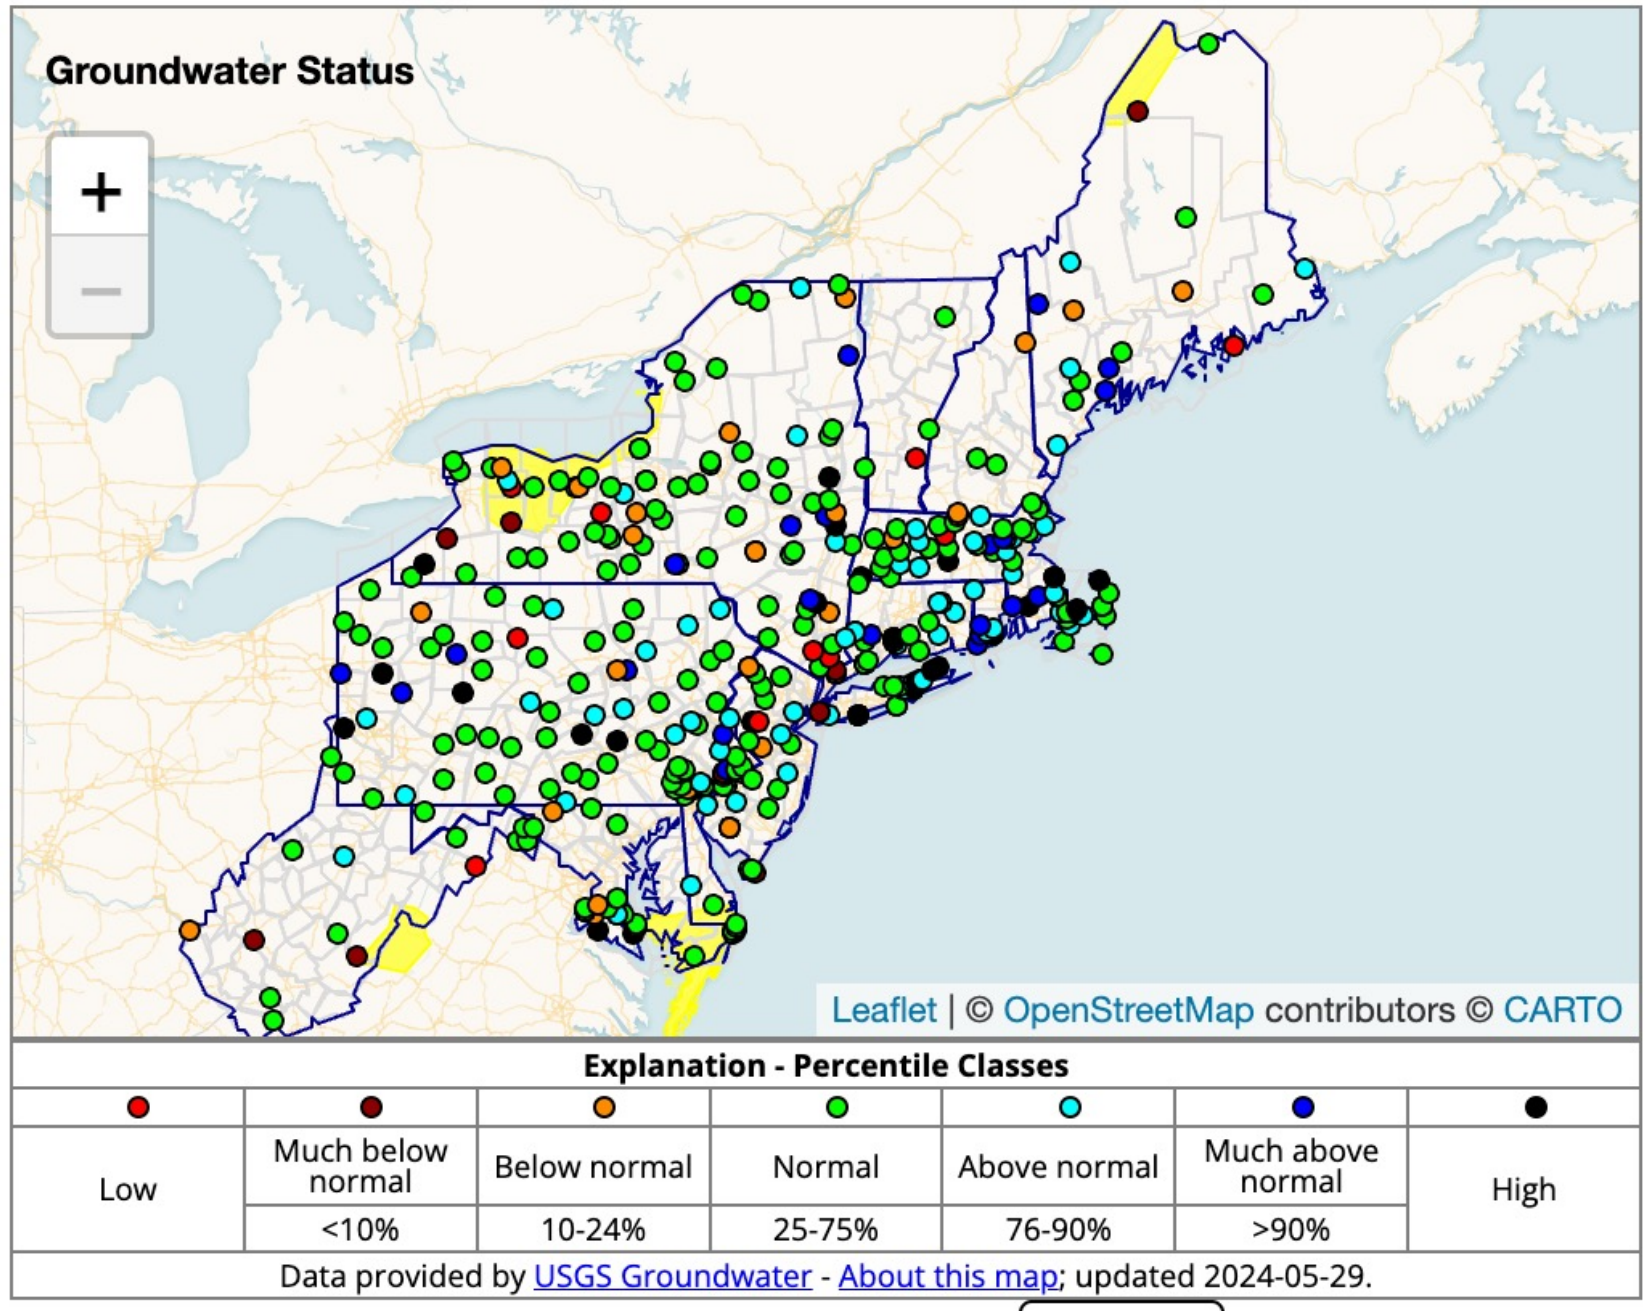 Groundwater Status
+
−
Leaflet | © OpenStreetMap contributors © CARTO
Explanation - Percentile Classes
Low
Much below normal
Below normal
Normal
Above normal
Much above normal
High
<10%
10-24%
25-75%
76-90%
>90%
Data provided by USGS Groundwater - About this map; updated 2024-05-29.